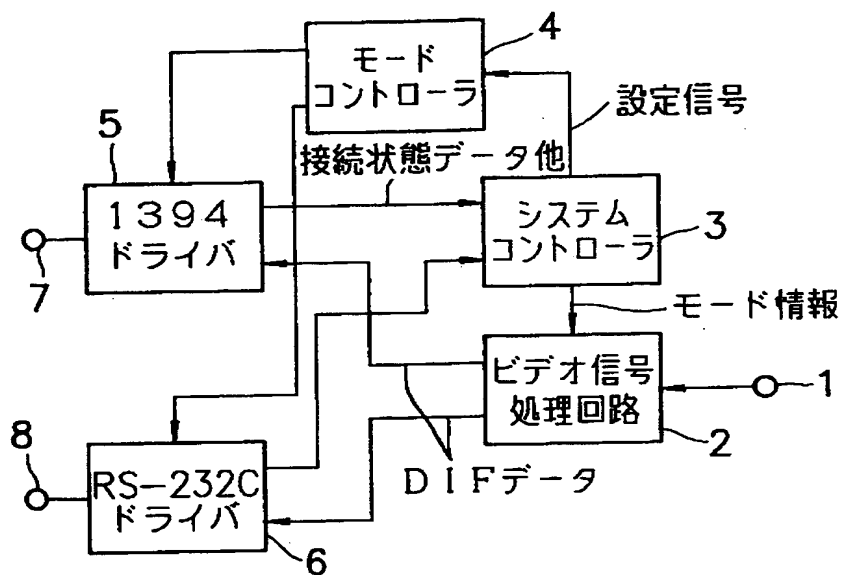 4
モード
コントローラ
設定信号
5
接続状態データ他
1394
ドライバ
システム
コントローラ
3
7
モード情報
ビデオ信号
処理回路
1
2
8
DIFデータ
RS-232C
ドライバ
6